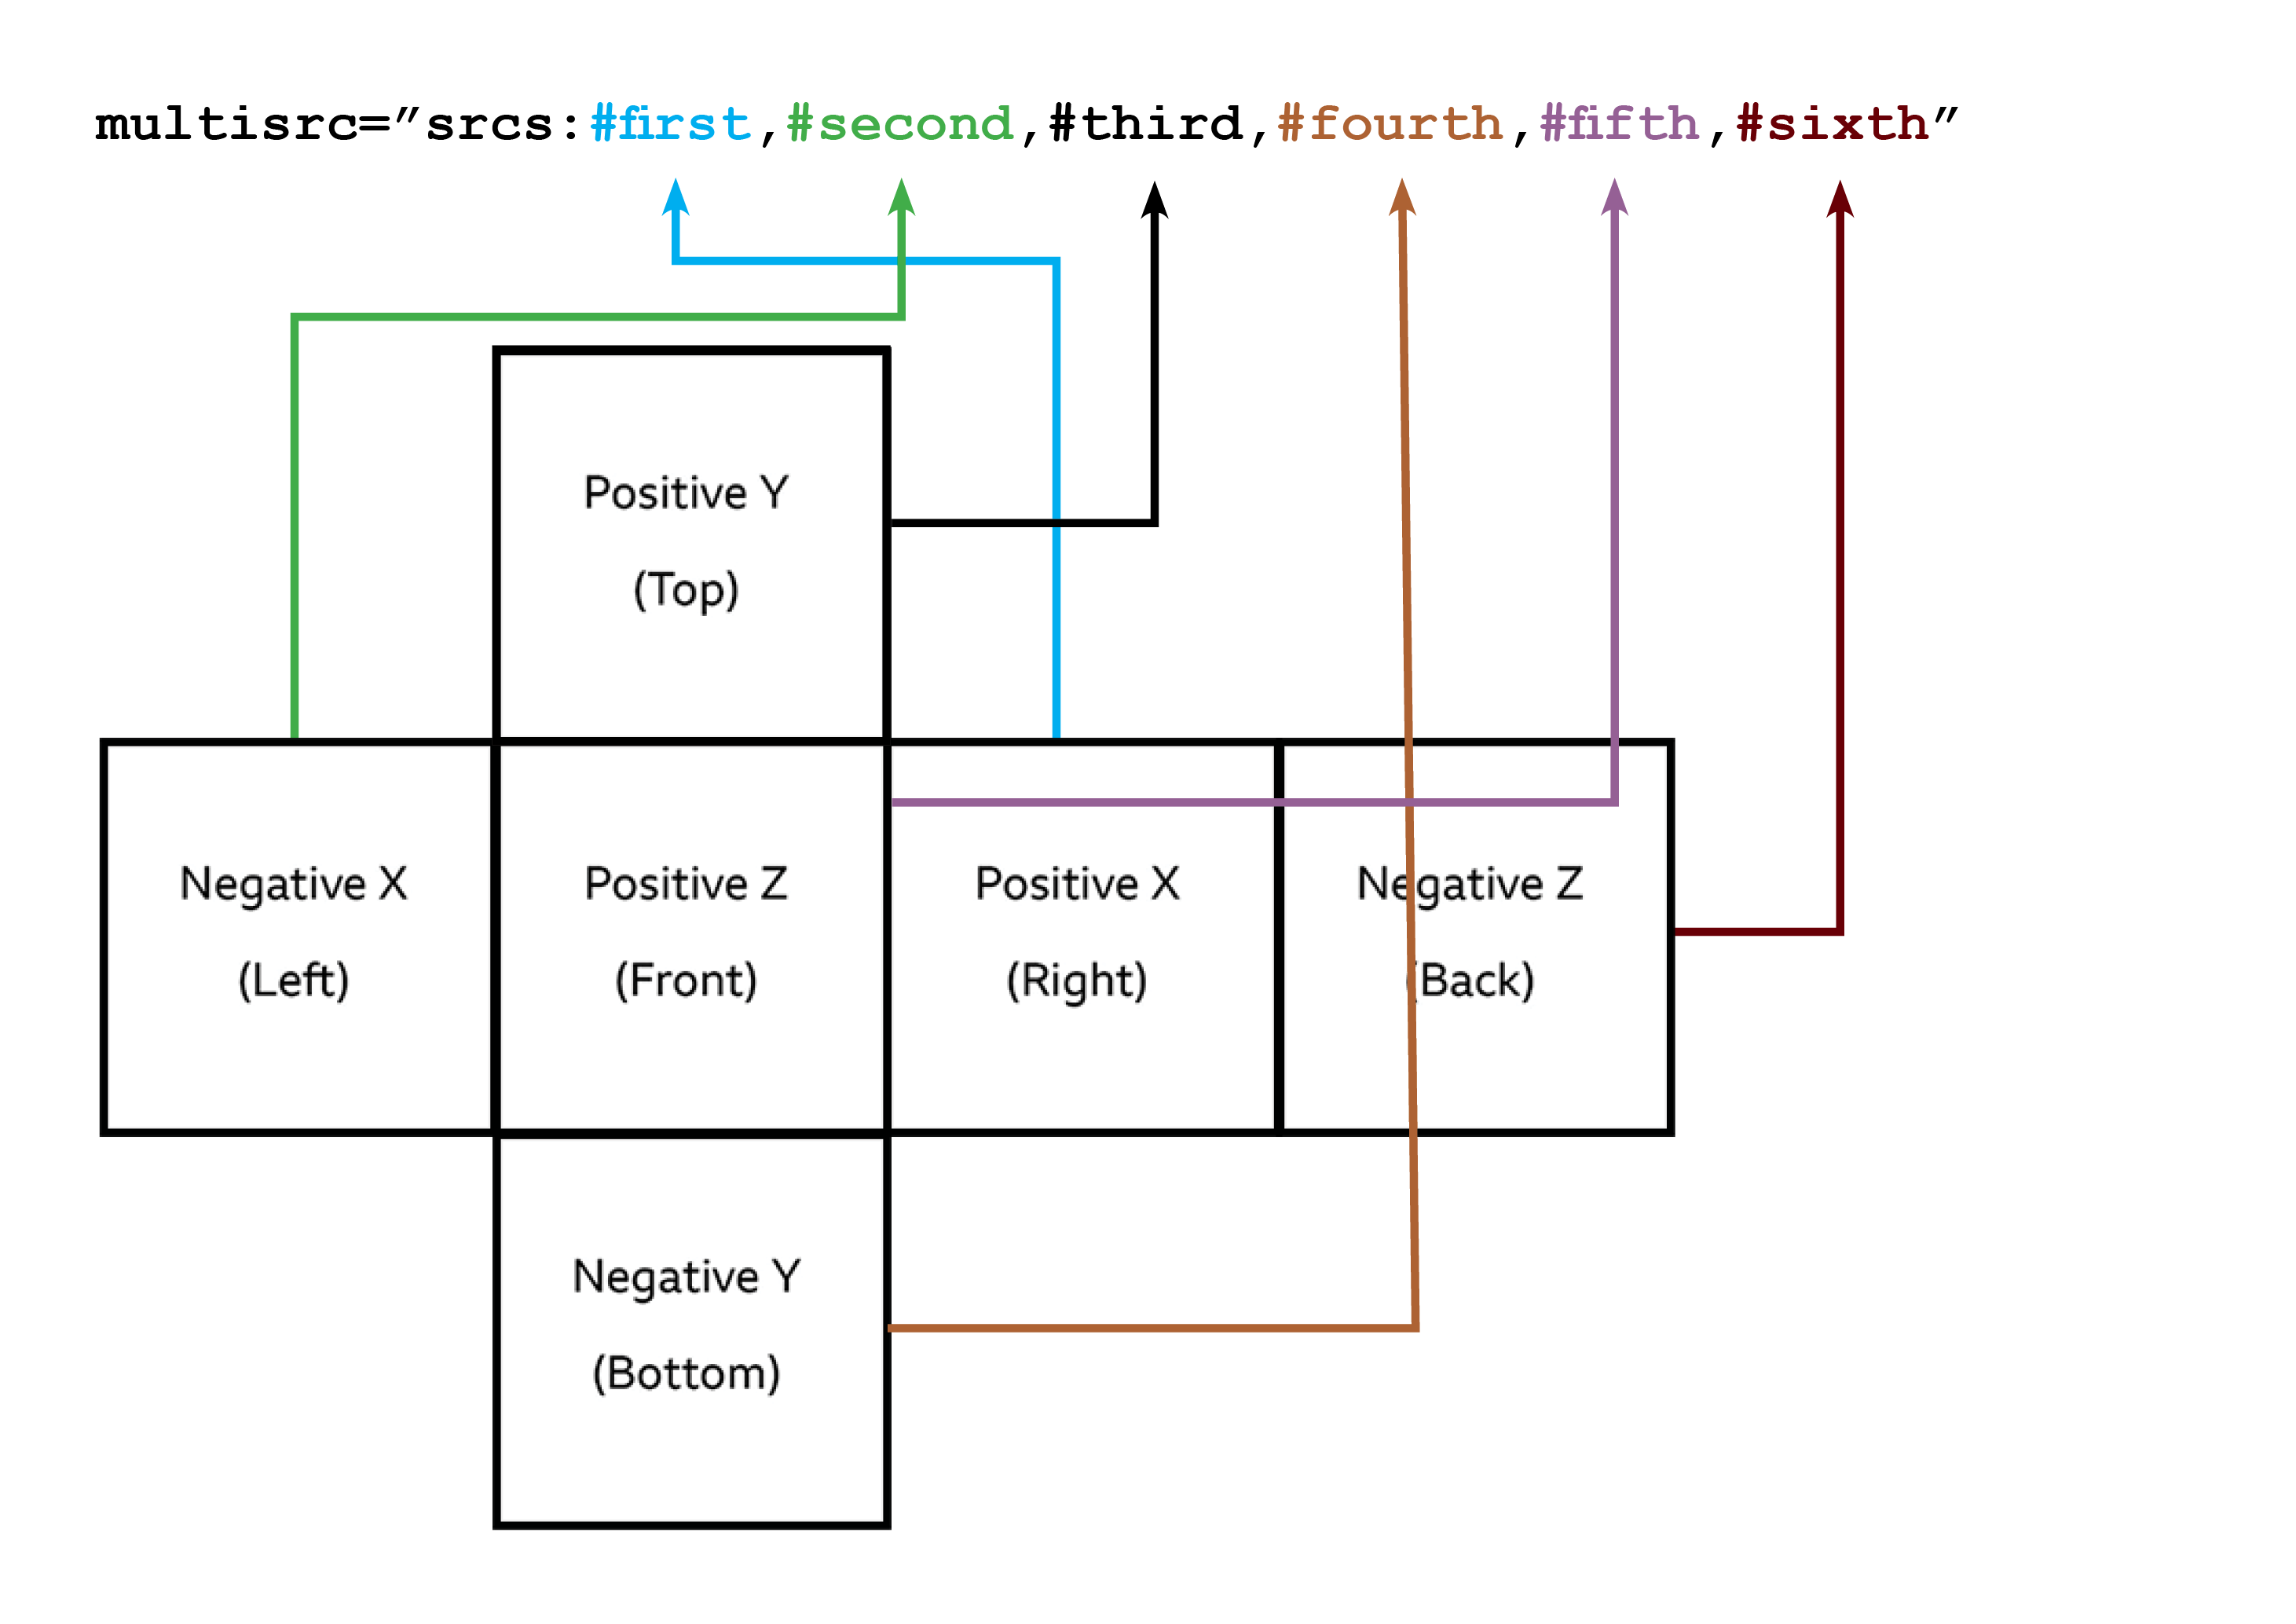 multisrc=”srcs:#first,#second,#third,#fourth,#fifth,#sixth”
Positive Y
(Top)
Negative X
(Left)
Positive Z
(Front)
Positive X
(Right)
Negative Z
(Back)
Negative Y
(Bottom)